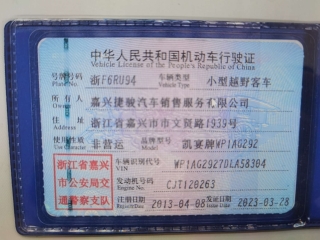 中华人民共和国机动车行驶证
Vehicle License of the People's Republic of China
号牌号码 浙F6RU94 车辆类型 小型越野客车
Plate No. Vehicle Type
所有人 嘉兴捷骏汽车销售服务有限公司
Owner
住址 浙江省嘉兴市市文贤路1939号
Address
使用性质 非营运 品牌型号 凯宴牌WP1AG292
Use Character Model
浙江省嘉兴
市公安局交
通警察支队
车辆识别代号 WP1AG2927DLA58304
VIN
发动机号码 CJT120263
Engine No.
注册日期 2013-04-08 发证日期 2023-03-28
Register Date Issue Date